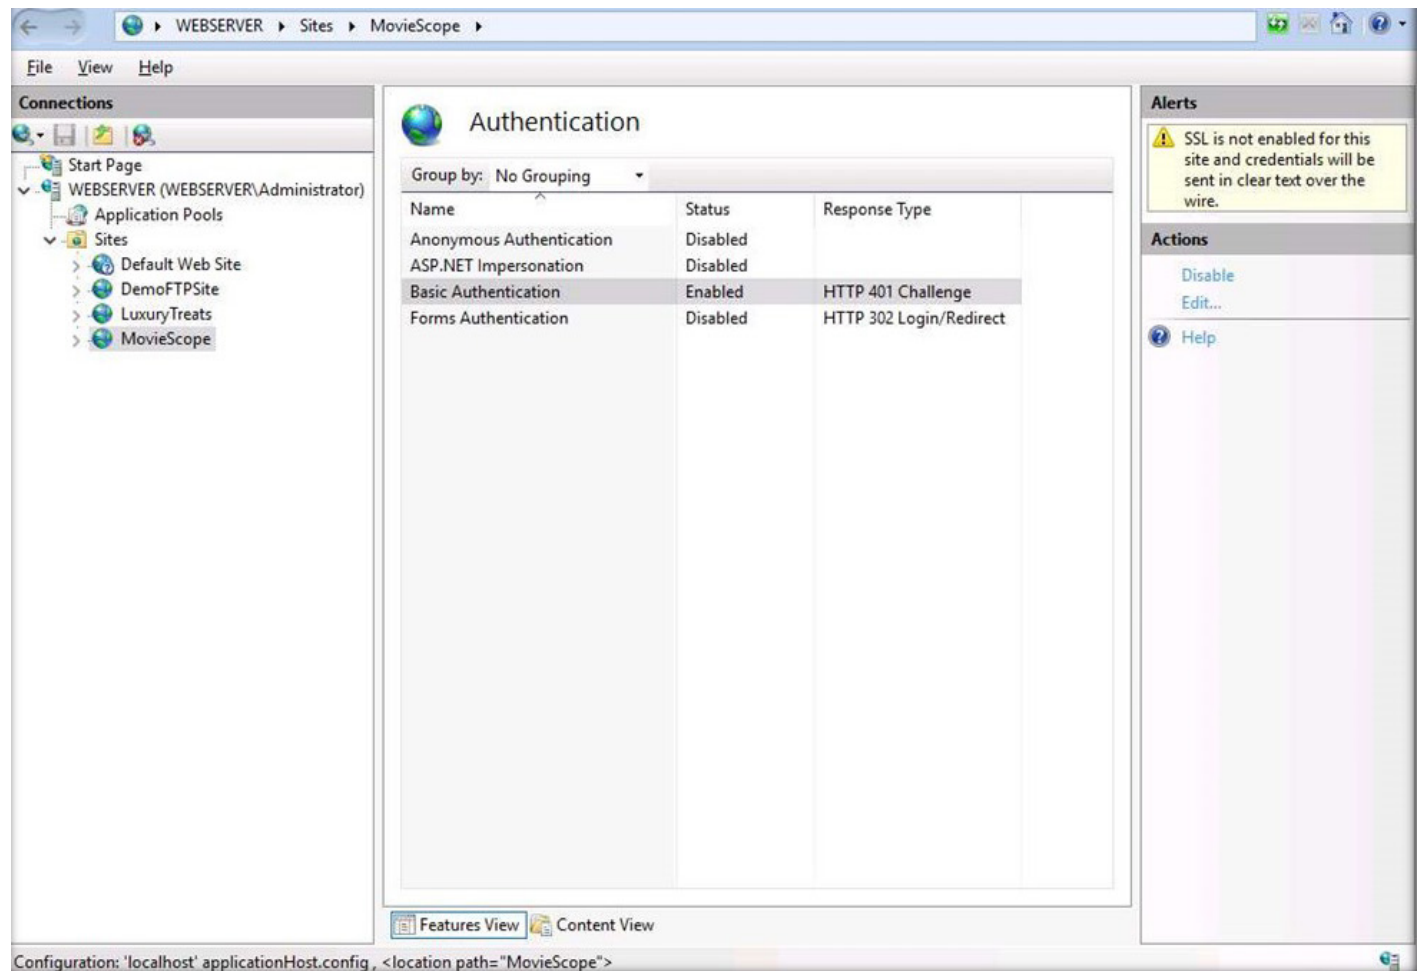 WEBSERVER Sites MovieScope
File View Help
Connections
Start Page
WEBSERVER (WEBSERVER\Administrator)
Application Pools
Sites
Default Web Site
DemoFTPSite
LuxuryTreats
MovieScope
Authentication
Group by: No Grouping
Name Status Response Type
Anonymous Authentication Disabled
ASP.NET Impersonation Disabled
Basic Authentication Enabled HTTP 401 Challenge
Forms Authentication Disabled HTTP 302 Login/Redirect
Features View Content View
Alerts
SSL is not enabled for this
site and credentials will be
sent in clear text over the
wire.
Actions
Disable
Edit...
Help
Configuration: 'localhost' applicationHost.config , <location path="MovieScope">